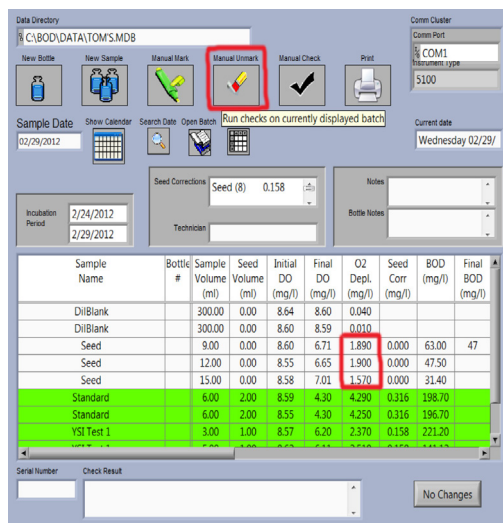 Data Directory
C:\BOD\DATA\TOM'S.MDB
Comm Cluster
Comm Port
COM1
Instrument Type
5100
New Bottle New Sample Manual Mark Manual Unmark Manual Check Print
Run checks on currently displayed batch
Sample Date Show Calendar Search Date Open Batch
02/29/2012
Current date
Wednesday 02/29/
Incubation Period
2/24/2012
2/29/2012
Seed Corrections Seed (8) 0.158
Technician
Notes
Bottle Notes
Sample Name Bottle # Sample Volume (ml) Seed Volume (ml) Initial DO (mg/l) Final DO (mg/l) O2 Depl. (mg/l) Seed Corr (mg/l) BOD (mg/l) Final BOD (mg/l)
DilBlank 300.00 0.00 8.64 8.60 0.040
DilBlank 300.00 0.00 8.60 8.59 0.010
Seed 9.00 0.00 8.60 6.71 1.890 0.000 63.00 47
Seed 12.00 0.00 8.55 6.65 1.900 0.000 47.50
Seed 15.00 0.00 8.58 7.01 1.570 0.000 31.40
Standard 6.00 2.00 8.59 4.30 4.290 0.316 198.70
Standard 6.00 2.00 8.55 4.30 4.250 0.316 196.70
YSI Test 1 3.00 1.00 8.57 6.20 2.370 0.158 221.20
Serial Number Check Result
No Changes